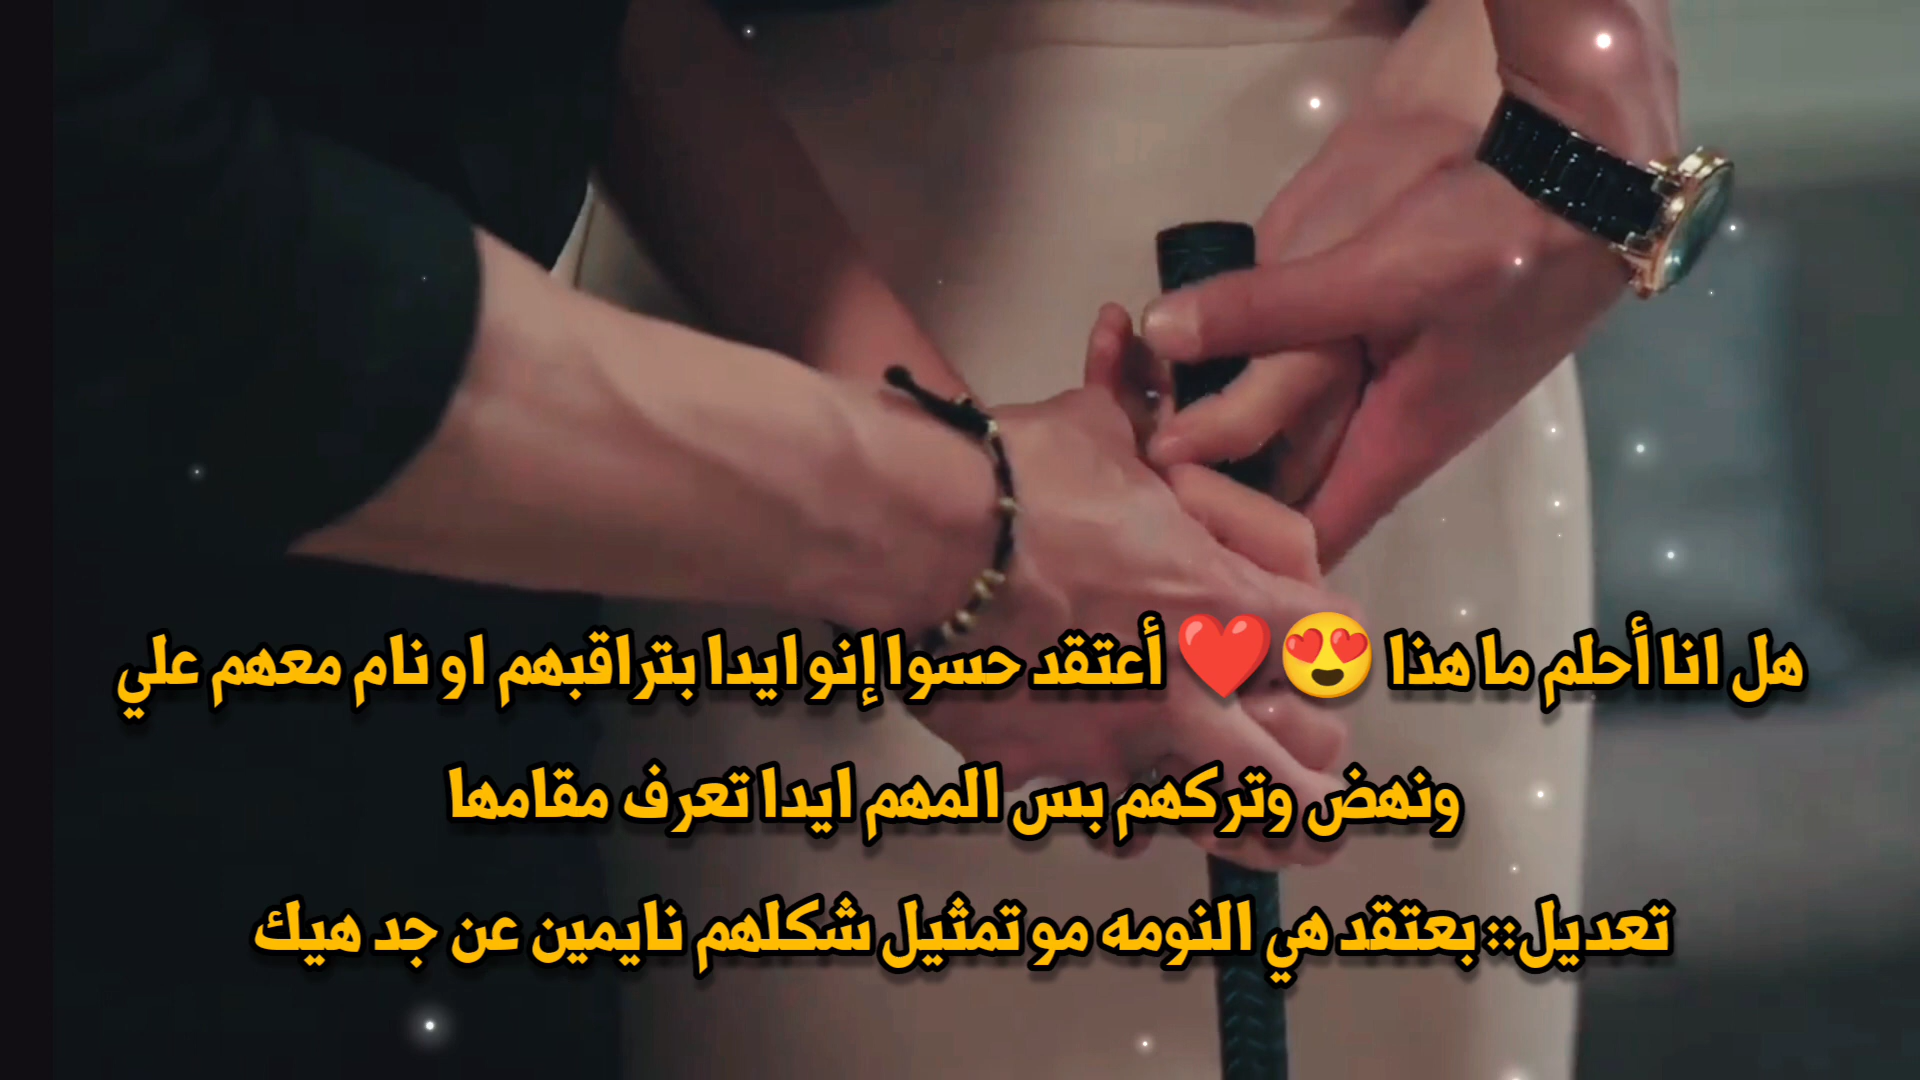 هل انا أحلم ما هذا 😍❤️ أعتقد حسوا إنو ايدا بتراقبهم او نام معهم علي
ونهض وتركهم بس المهم ايدا تعرف مقامها
تعديل:: بعتقد هي النومه مو تمثيل شكلهم نايمين عن جد هيك